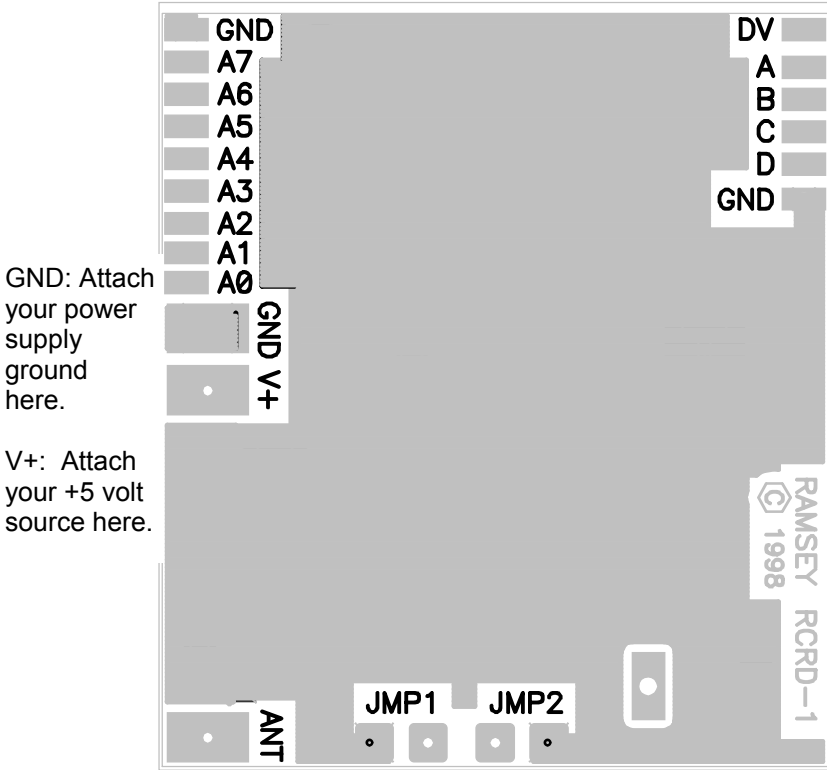 GND
A7
A6
A5
A4
A3
A2
A1
A0
GND V+
ANT
GND: Attach
your power
supply
ground
here.
V+: Attach
your +5 volt
source here.
JMP1
JMP2
DV
A
B
C
D
GND
RAMSEY RCRD-1
© 1998